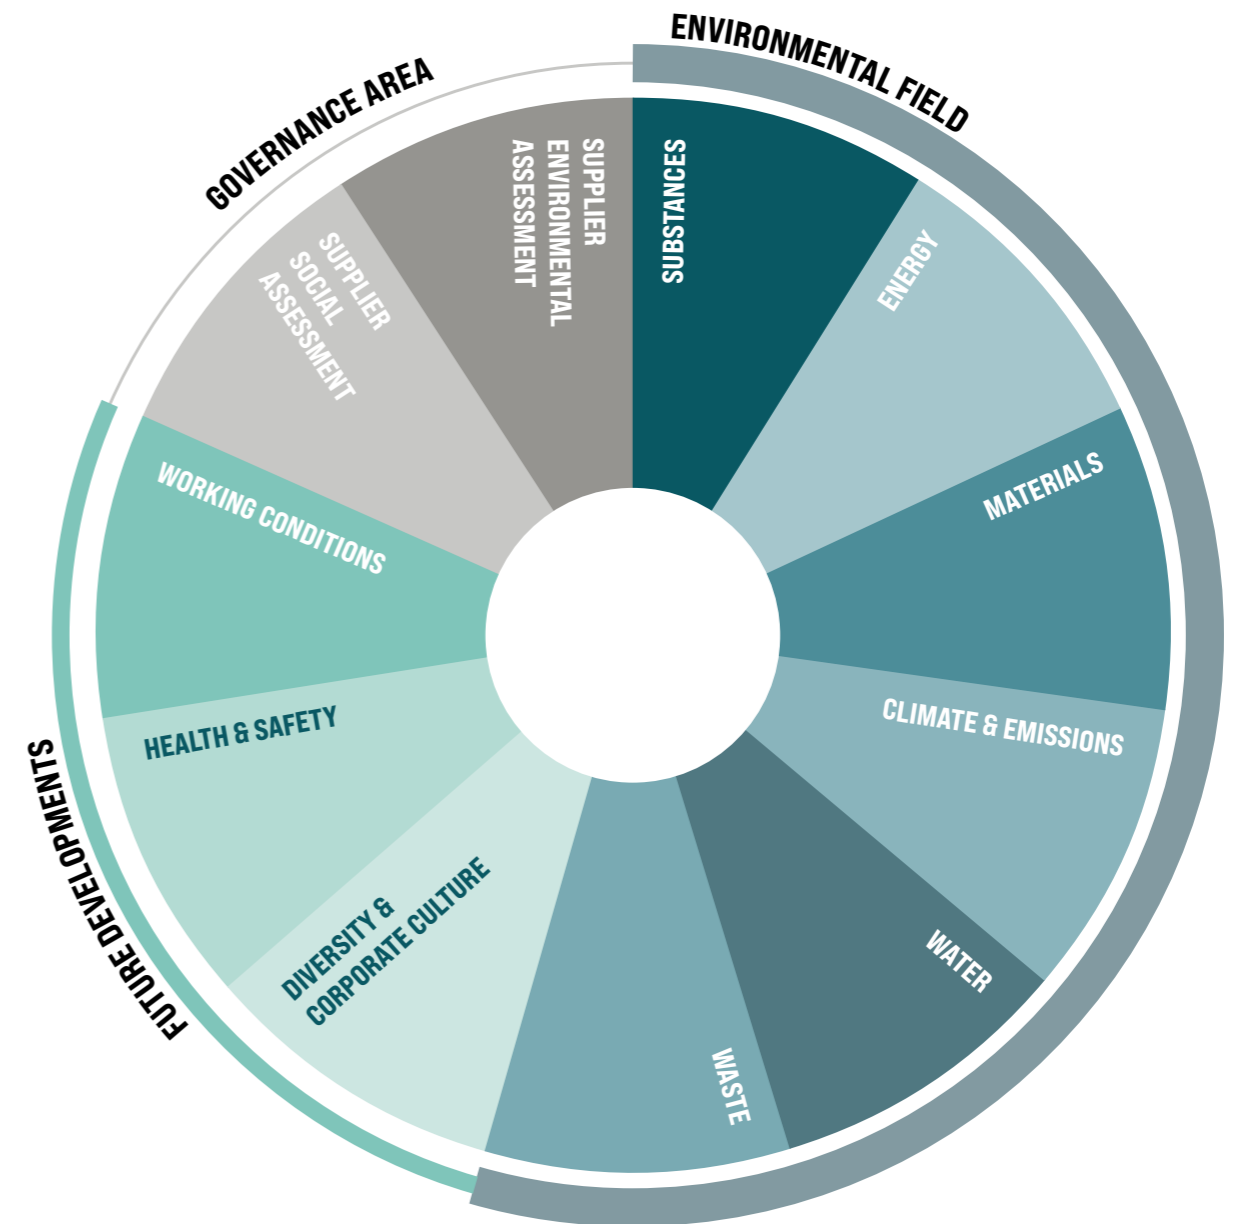 ENVIRONMENTAL FIELD
SUBSTANCES
ENERGY
MATERIALS
CLIMATE & EMISSIONS
WATER
WASTE
FUTURE DEVELOPMENTS
DIVERSITY &
CORPORATE CULTURE
HEALTH & SAFETY
WORKING CONDITIONS
GOVERNANCE AREA
SUPPLIER
SOCIAL
ASSESSMENT
SUPPLIER
ENVIRONMENTAL
ASSESSMENT